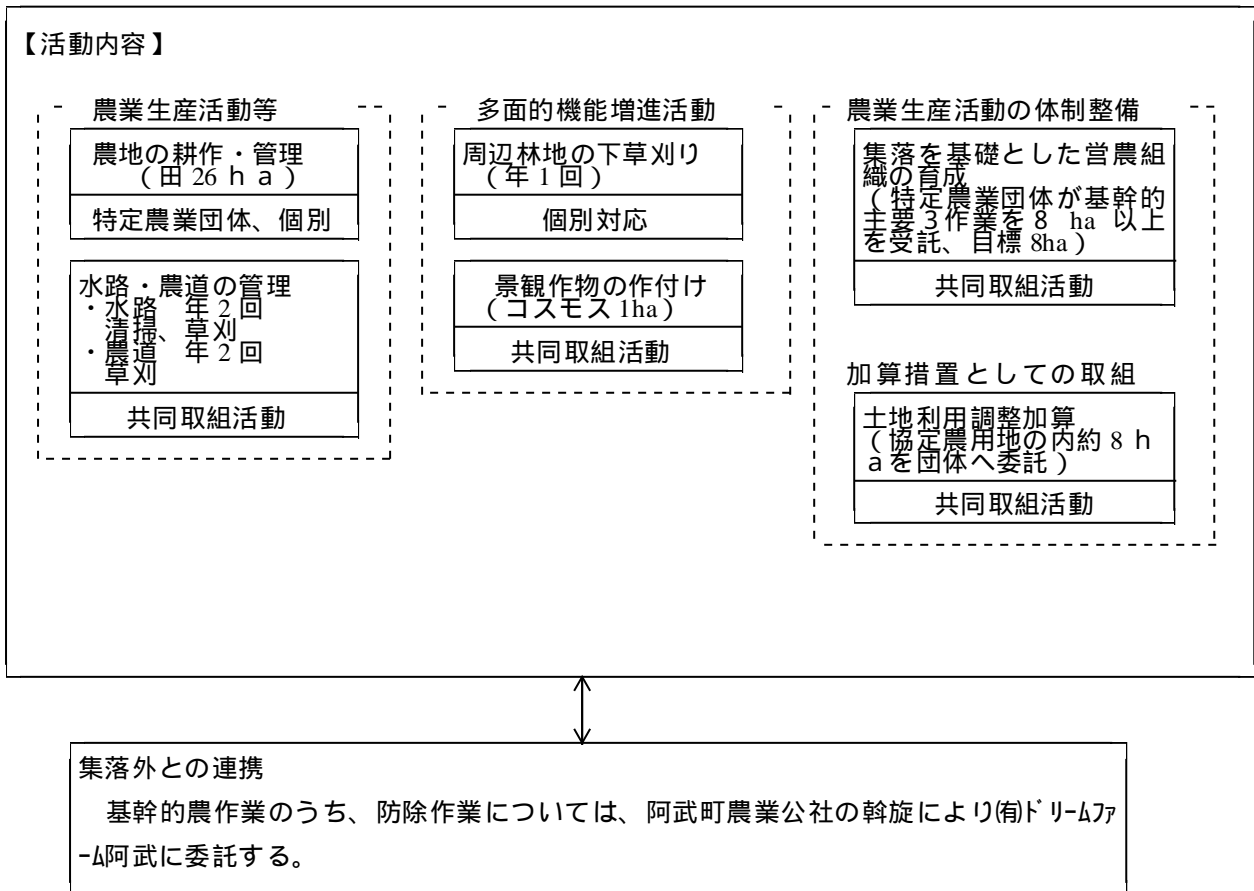 【活動内容】
農業生産活動等
農地の耕作・管理
（田26ha）
特定農業団体、個別
水路・農道の管理
・水路　年2回
清掃、草刈
・農道　年2回
草刈
共同取組活動
多面的機能増進活動
周辺林地の下草刈り
（年1回）
個別対応
景観作物の作付け
（コスモス1ha）
共同取組活動
農業生産活動の体制整備
集落を基礎とした営農組
織の育成
（特定農業団体が基幹的
主要３作業を８ ha 以上
を受託、目標 8ha）
共同取組活動
加算措置としての取組
土地利用調整加算
（協定農用地の内約８ｈ
ａを団体へ委託）
共同取組活動
集落外との連携
基幹的農作業のうち、防除作業については、阿武町農業公社の斡旋により㈲ﾄﾞﾘｰﾑﾌｧ
ｰﾑ阿武に委託する。